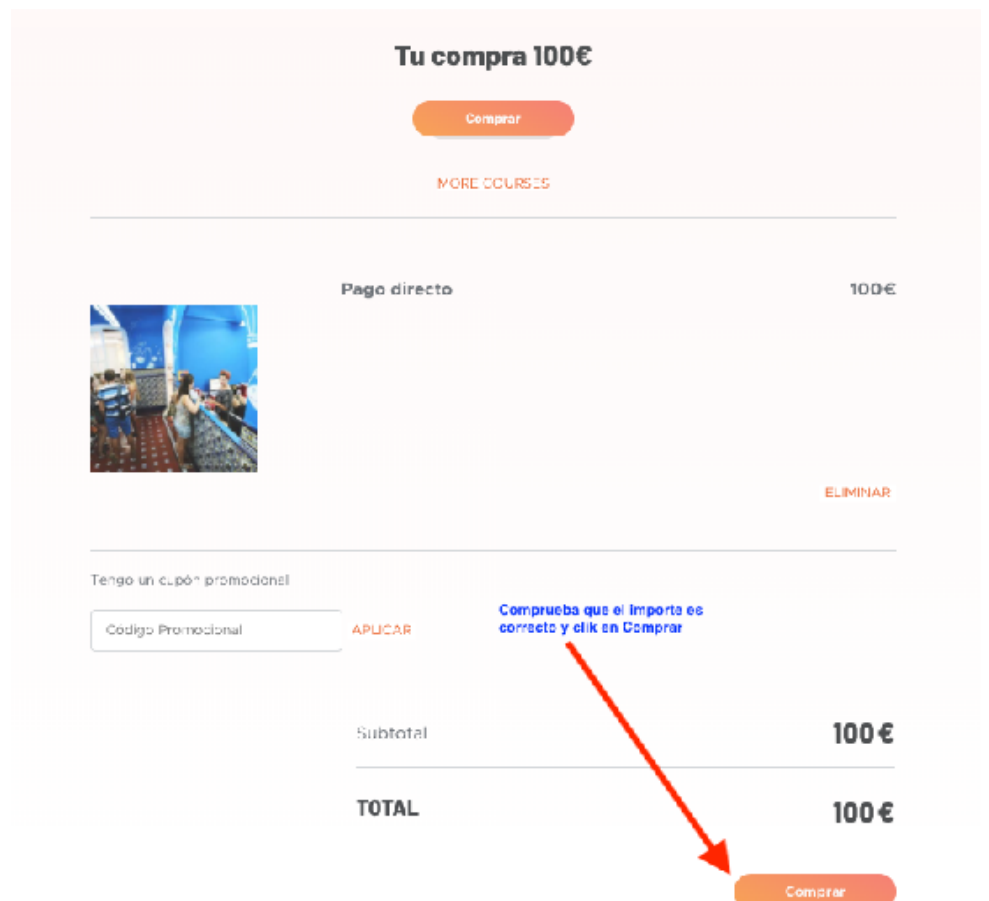 Tu compra 100€
Comprar
MORE COURSES
Pago directo 100€
ELIMINAR
Tengo un cupón promocional
Código Promocional APLICAR
Comprueba que el importe es
correcto y clik en Comprar
Subtotal 100€
TOTAL 100€
Comprar